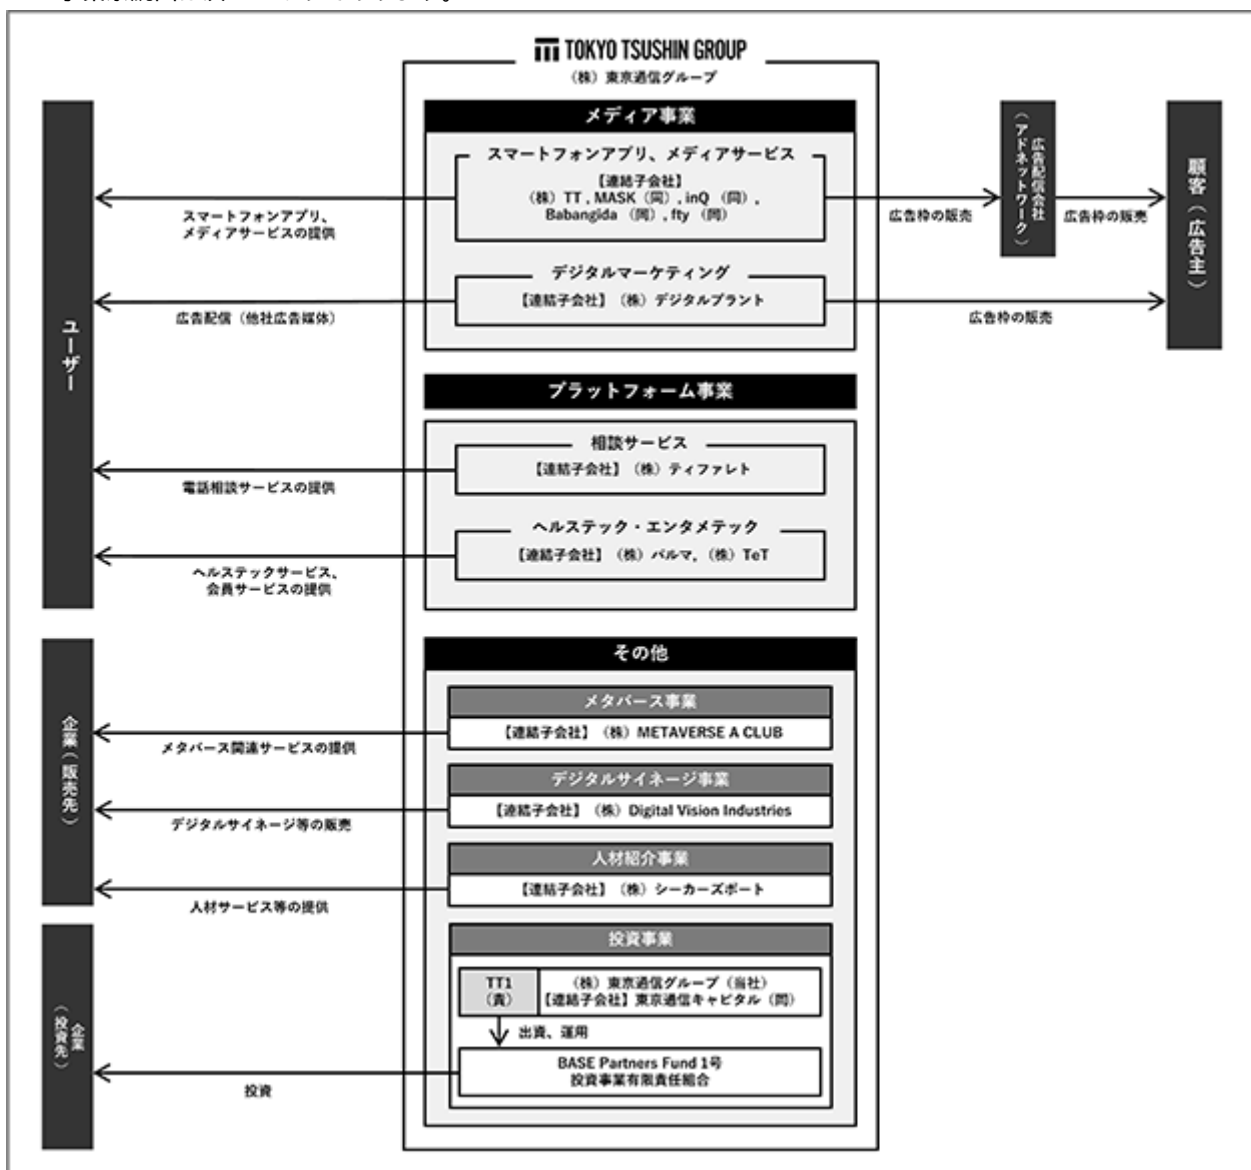 TOKYO TSUSHIN GROUP
（株）東京通信グループ
メディア事業
スマートフォンアプリ、メディアサービス
【連結子会社】
（株）TT , MASK（同）, inQ（同）,
Babangida（同）, fty（同）
スマートフォンアプリ、
メディアサービスの提供
広告枠の販売
広告配信会社
（アドネットワーク）
広告枠の販売
顧客（広告主）
デジタルマーケティング
【連結子会社】（株）デジタルプラント
広告配信（他社広告媒体）
広告枠の販売
ユーザー
プラットフォーム事業
相談サービス
【連結子会社】（株）ティファレト
電話相談サービスの提供
ヘルステック・エンタメテック
【連結子会社】（株）パルマ,（株）TeT
ヘルステックサービス、
会員サービスの提供
その他
メタバース事業
【連結子会社】（株）METAVERSE A CLUB
メタバース関連サービスの提供
企業（販売先）
デジタルサイネージ事業
【連結子会社】（株）Digital Vision Industries
デジタルサイネージ等の販売
人材紹介事業
【連結子会社】（株）シーカーズポート
人材サービス等の提供
投資事業
TT1
（責）
（株）東京通信グループ（当社）
【連結子会社】東京通信キャピタル（同）
出資、運用
BASE Partners Fund 1号
投資事業有限責任組合
投資
企業
（投資先）